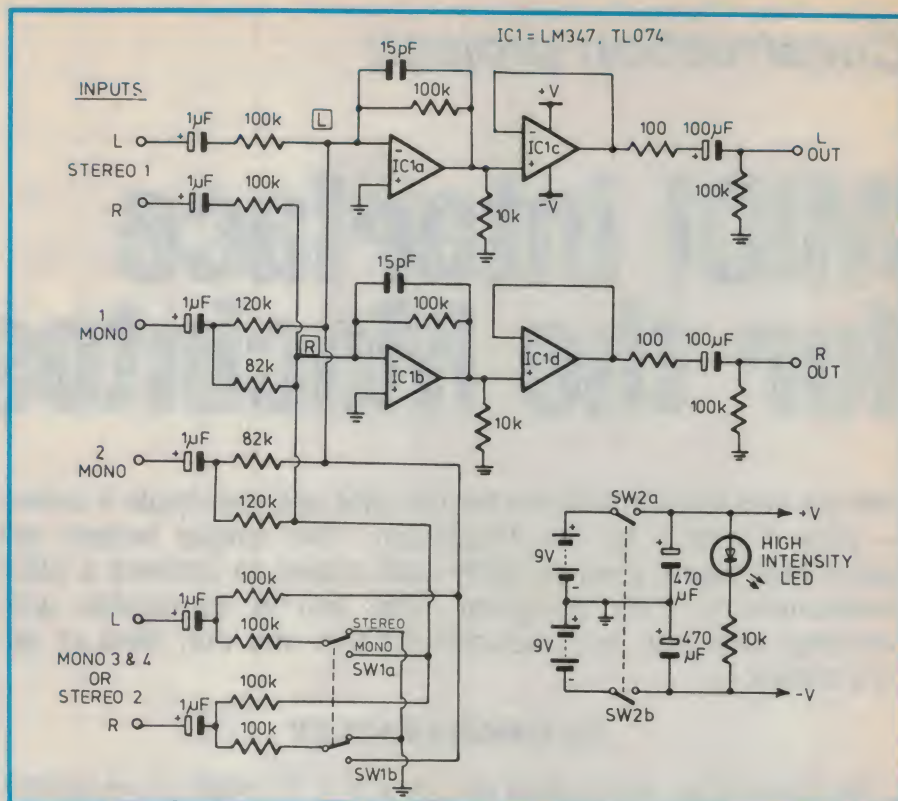 IC1 = LM347, TL074
INPUTS
L
1µF
100k
STEREO 1
R
1µF
100k
L
15pF
100k
IC1a
10k
+V
IC1c
-V
100
100µF
100k
L
OUT
1
MONO
1µF
120k
82k
R
15pF
100k
IC1b
10k
IC1d
100
100µF
100k
R
OUT
2
MONO
1µF
82k
120k
L
1µF
100k
100k
STEREO
MONO
SW1a
MONO 3 & 4
OR
STEREO 2
R
1µF
100k
100k
SW1b
SW2a
9V
9V
SW2b
470
µF
470
µF
+V
HIGH
INTENSITY
LED
10k
-V